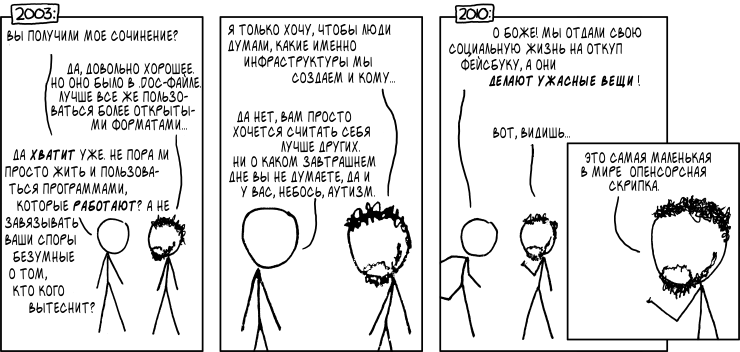 2003:
ВЫ ПОЛУЧИЛИ МОЕ СОЧИНЕНИЕ?
ДА, ДОВОЛЬНО ХОРОШЕЕ.
НО ОНО БЫЛО В .DOC-ФАЙЛЕ.
ЛУЧШЕ ВСЕ ЖЕ ПОЛЬЗО-
ВАТЬСЯ БОЛЕЕ ОТКРЫТЫ-
МИ ФОРМАТАМИ...
ДА ХВАТИТ УЖЕ. НЕ ПОРА ЛИ
ПРОСТО ЖИТЬ И ПОЛЬЗОВА-
ТЬСЯ ПРОГРАММАМИ,
КОТОРЫЕ РАБОТАЮТ? А НЕ
ЗАВЯЗЫВАТЬ
ВАШИ СПОРЫ
БЕЗУМНЫЕ
О ТОМ,
КТО КОГО
ВЫТЕСНИТ?
Я ТОЛЬКО ХОЧУ, ЧТОБЫ ЛЮДИ
ДУМАЛИ, КАКИЕ ИМЕННО
ИНФРАСТРУКТУРЫ МЫ
СОЗДАЕМ И КОМУ...
ДА НЕТ, ВАМ ПРОСТО
ХОЧЕТСЯ СЧИТАТЬ СЕБЯ
ЛУЧШЕ ДРУГИХ.
НИ О КАКОМ ЗАВТРАШНЕМ
ДНЕ ВЫ НЕ ДУМАЕТЕ, ДА И
У ВАС, НЕБОСЬ, АУТИЗМ.
2010:
О БОЖЕ! МЫ ОТДАЛИ СВОЮ
СОЦИАЛЬНУЮ ЖИЗНЬ НА ОТКУП
ФЕЙСБУКУ, А ОНИ
ДЕЛАЮТ УЖАСНЫЕ ВЕЩИ!
ВОТ, ВИДИШЬ...
ЭТО САМАЯ МАЛЕНЬКАЯ
В МИРЕ ОПЕНСОРСНАЯ
СКРИПКА.